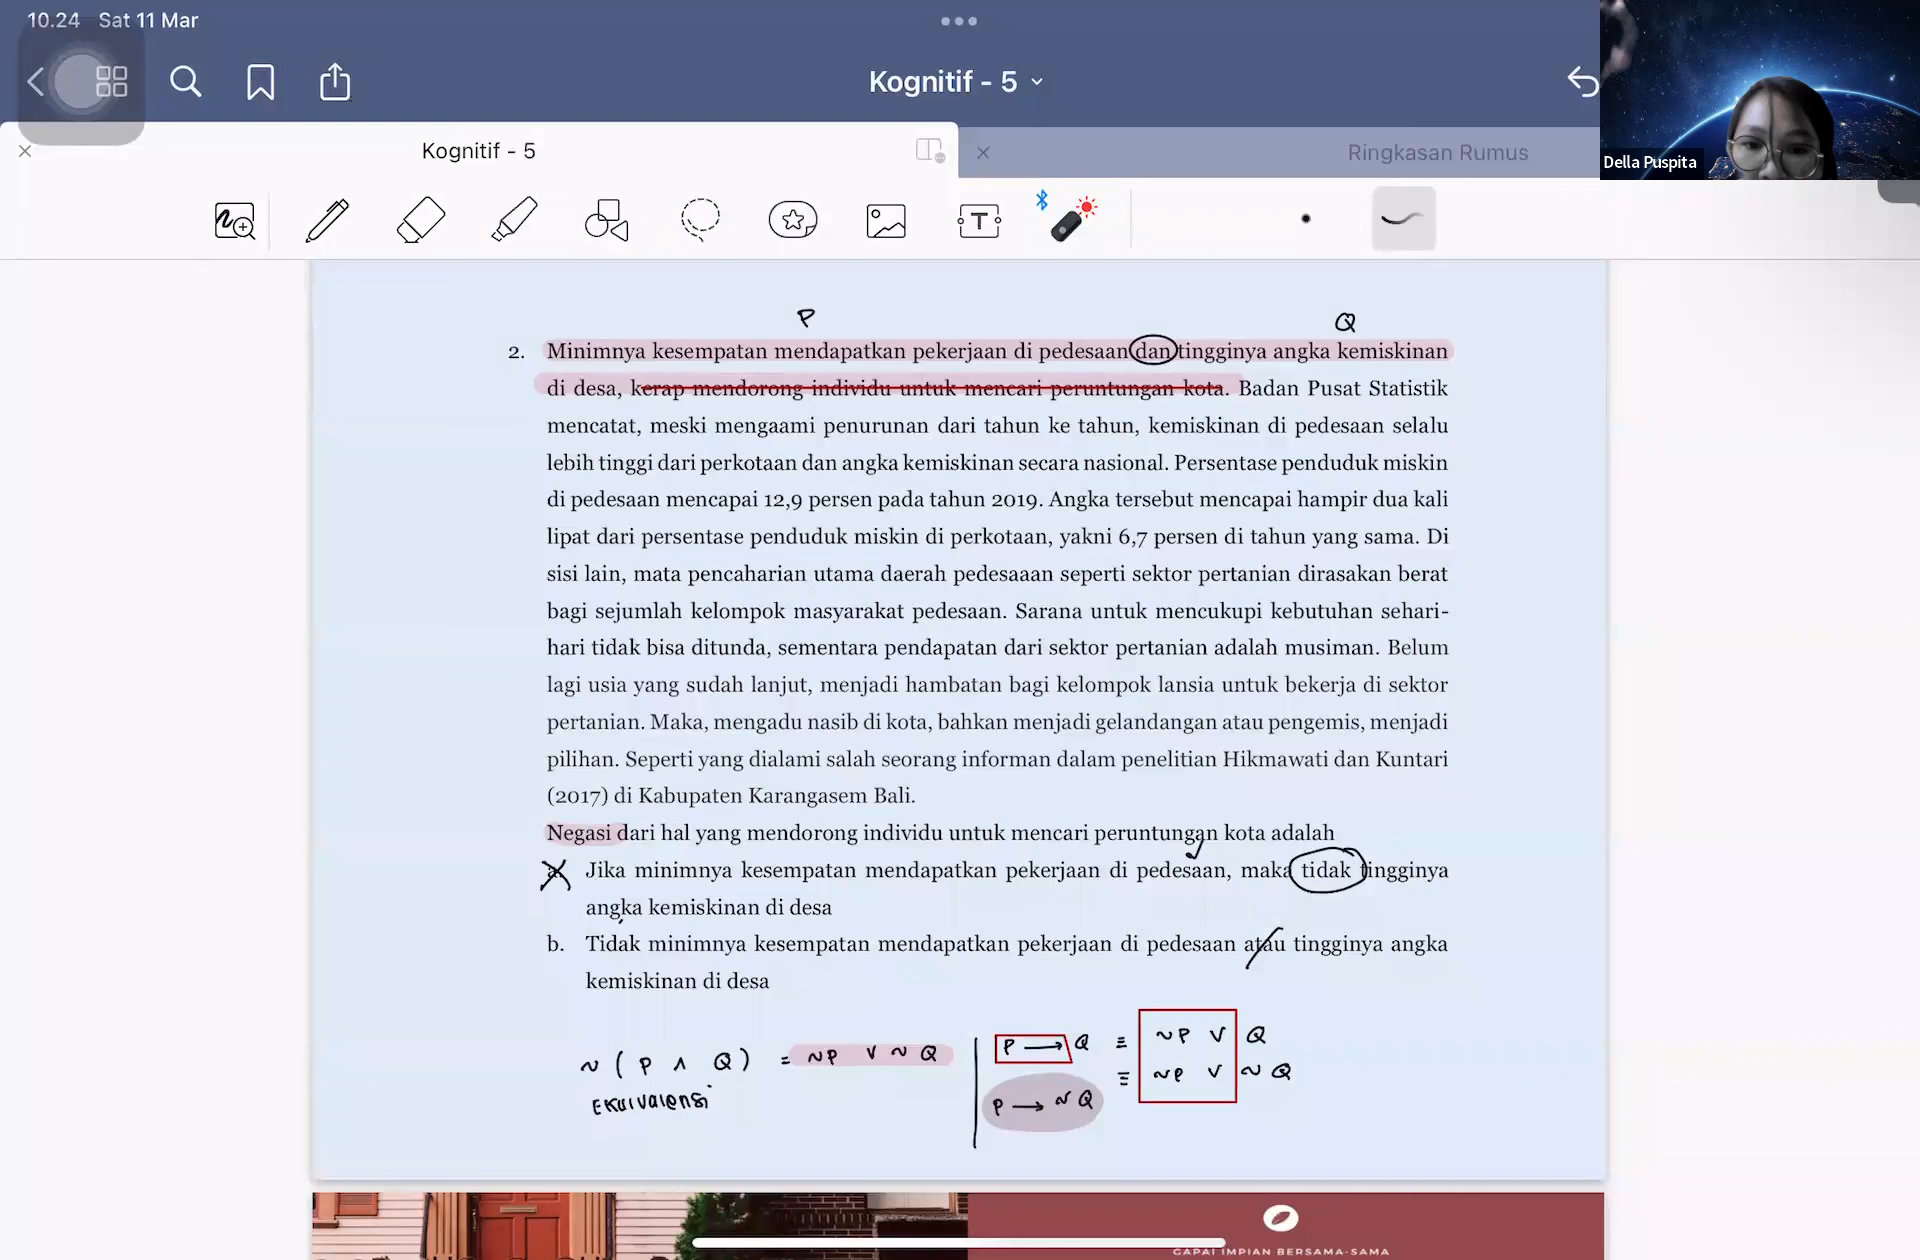 10.24 Sat 11 Mar
Kognitif - 5
Kognitif - 5
Ringkasan Rumus
Della Puspita
P Q
2. Minimnya kesempatan mendapatkan pekerjaan di pedesaan dan tingginya angka kemiskinan
di desa, kerap mendorong individu untuk mencari peruntungan kota. Badan Pusat Statistik
mencatat, meski mengaami penurunan dari tahun ke tahun, kemiskinan di pedesaan selalu
lebih tinggi dari perkotaan dan angka kemiskinan secara nasional. Persentase penduduk miskin
di pedesaan mencapai 12,9 persen pada tahun 2019. Angka tersebut mencapai hampir dua kali
lipat dari persentase penduduk miskin di perkotaan, yakni 6,7 persen di tahun yang sama. Di
sisi lain, mata pencaharian utama daerah pedesaaan seperti sektor pertanian dirasakan berat
bagi sejumlah kelompok masyarakat pedesaan. Sarana untuk mencukupi kebutuhan sehari-
hari tidak bisa ditunda, sementara pendapatan dari sektor pertanian adalah musiman. Belum
lagi usia yang sudah lanjut, menjadi hambatan bagi kelompok lansia untuk bekerja di sektor
pertanian. Maka, mengadu nasib di kota, bahkan menjadi gelandangan atau pengemis, menjadi
pilihan. Seperti yang dialami salah seorang informan dalam penelitian Hikmawati dan Kuntari
(2017) di Kabupaten Karangasem Bali.
Negasi dari hal yang mendorong individu untuk mencari peruntungan kota adalah
a. Jika minimnya kesempatan mendapatkan pekerjaan di pedesaan, maka tidak tingginya
angka kemiskinan di desa
b. Tidak minimnya kesempatan mendapatkan pekerjaan di pedesaan atau tingginya angka
kemiskinan di desa
~ ( P ∧ Q ) = ~P ∨ ~ Q
Ekuivalensi
P → Q ≡ ~P ∨ Q
≡ ~P ∨ ~ Q
P → ~ Q
GAPAI IMPIAN BERSAMA-SAMA